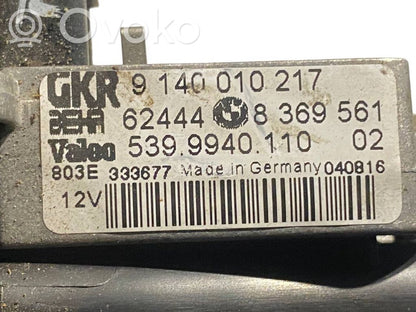 OVOKO
GKR 9 140 010 217
BEHR 62444 8 369 561
Valeo 539.9940.110 02
803E 333677 Made in Germany 040816
12V